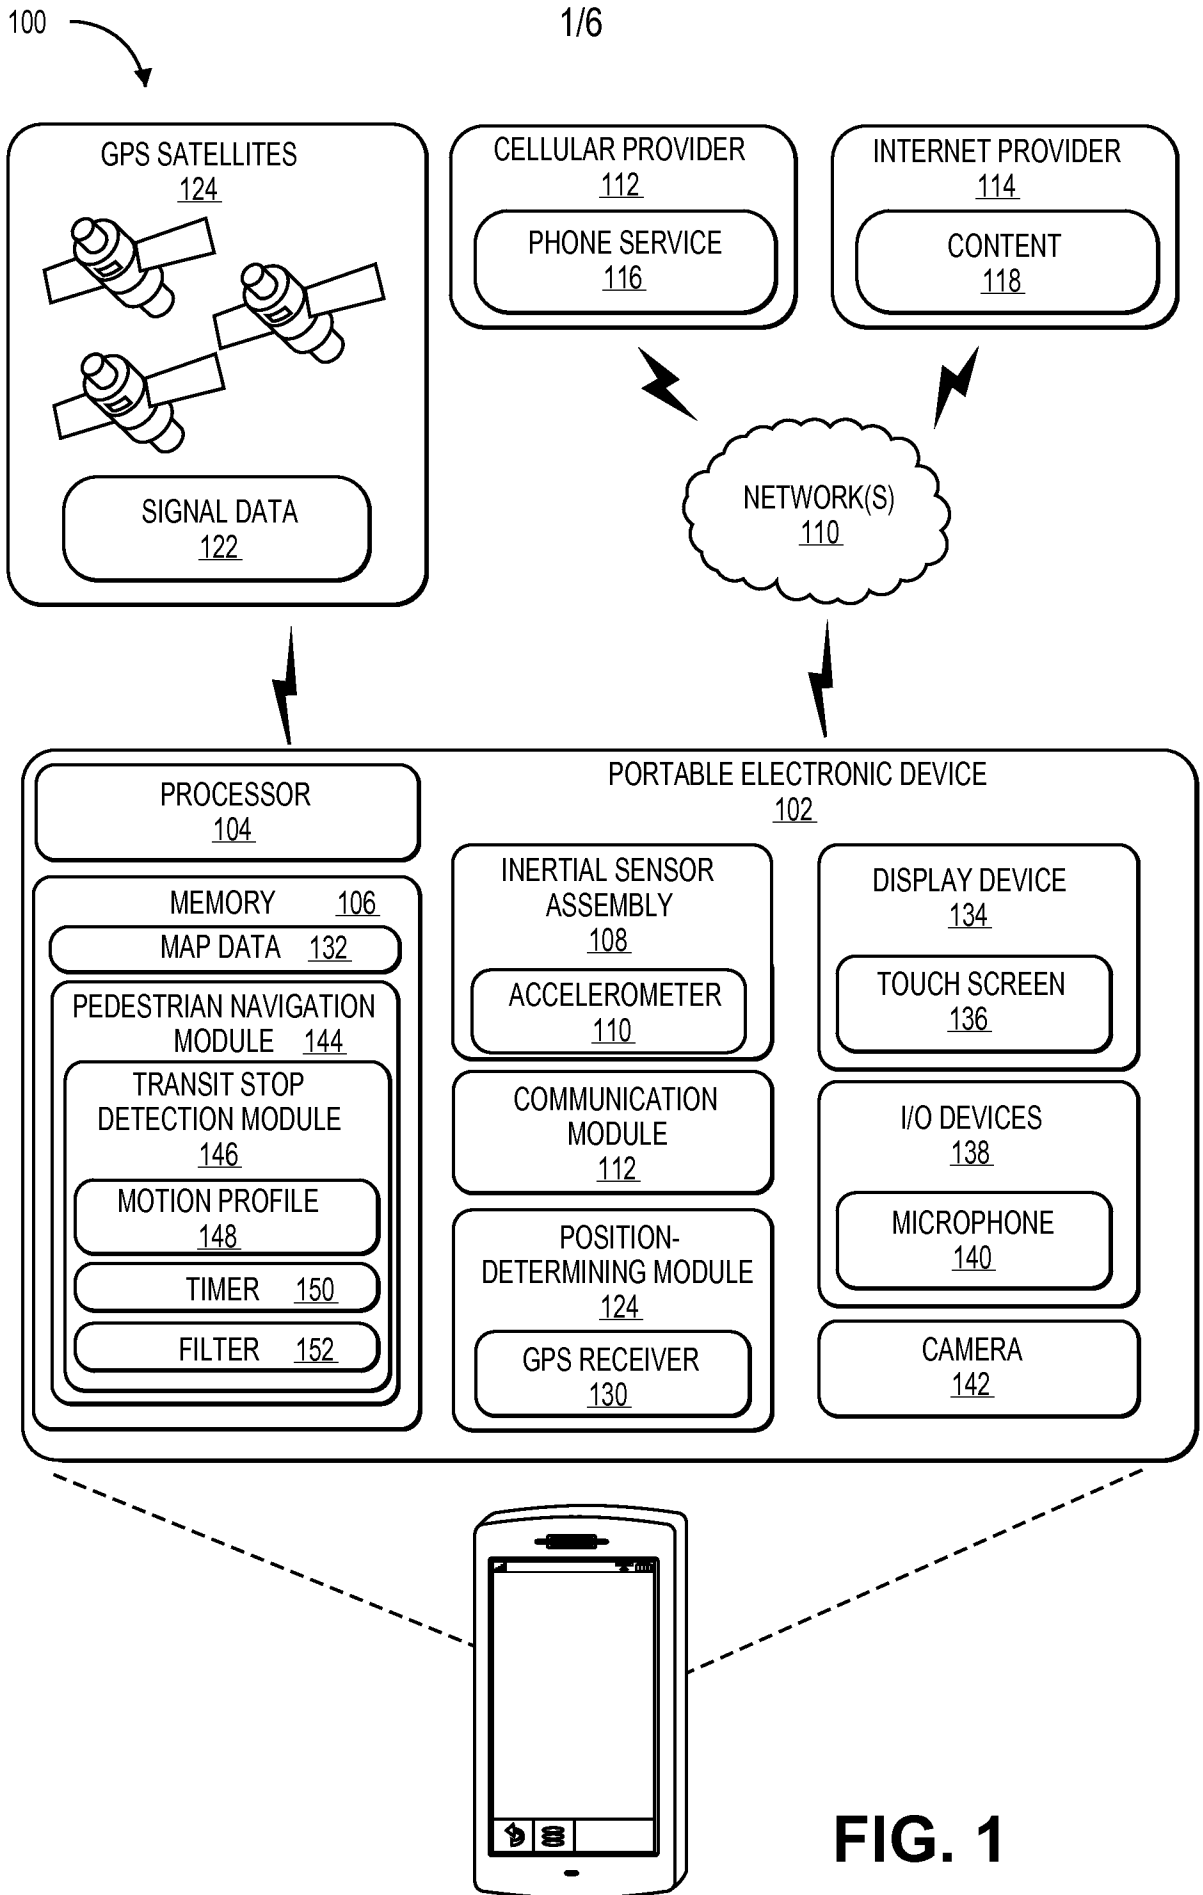 100
1/6
GPS SATELLITES
124
SIGNAL DATA
122
CELLULAR PROVIDER
112
PHONE SERVICE
116
INTERNET PROVIDER
114
CONTENT
118
NETWORK(S)
110
PORTABLE ELECTRONIC DEVICE
102
PROCESSOR
104
MEMORY 106
MAP DATA 132
PEDESTRIAN NAVIGATION
MODULE 144
TRANSIT STOP
DETECTION MODULE
146
MOTION PROFILE
148
TIMER 150
FILTER 152
INERTIAL SENSOR
ASSEMBLY
108
ACCELEROMETER
110
COMMUNICATION
MODULE
112
POSITION-
DETERMINING MODULE
124
GPS RECEIVER
130
DISPLAY DEVICE
134
TOUCH SCREEN
136
I/O DEVICES
138
MICROPHONE
140
CAMERA
142
FIG. 1